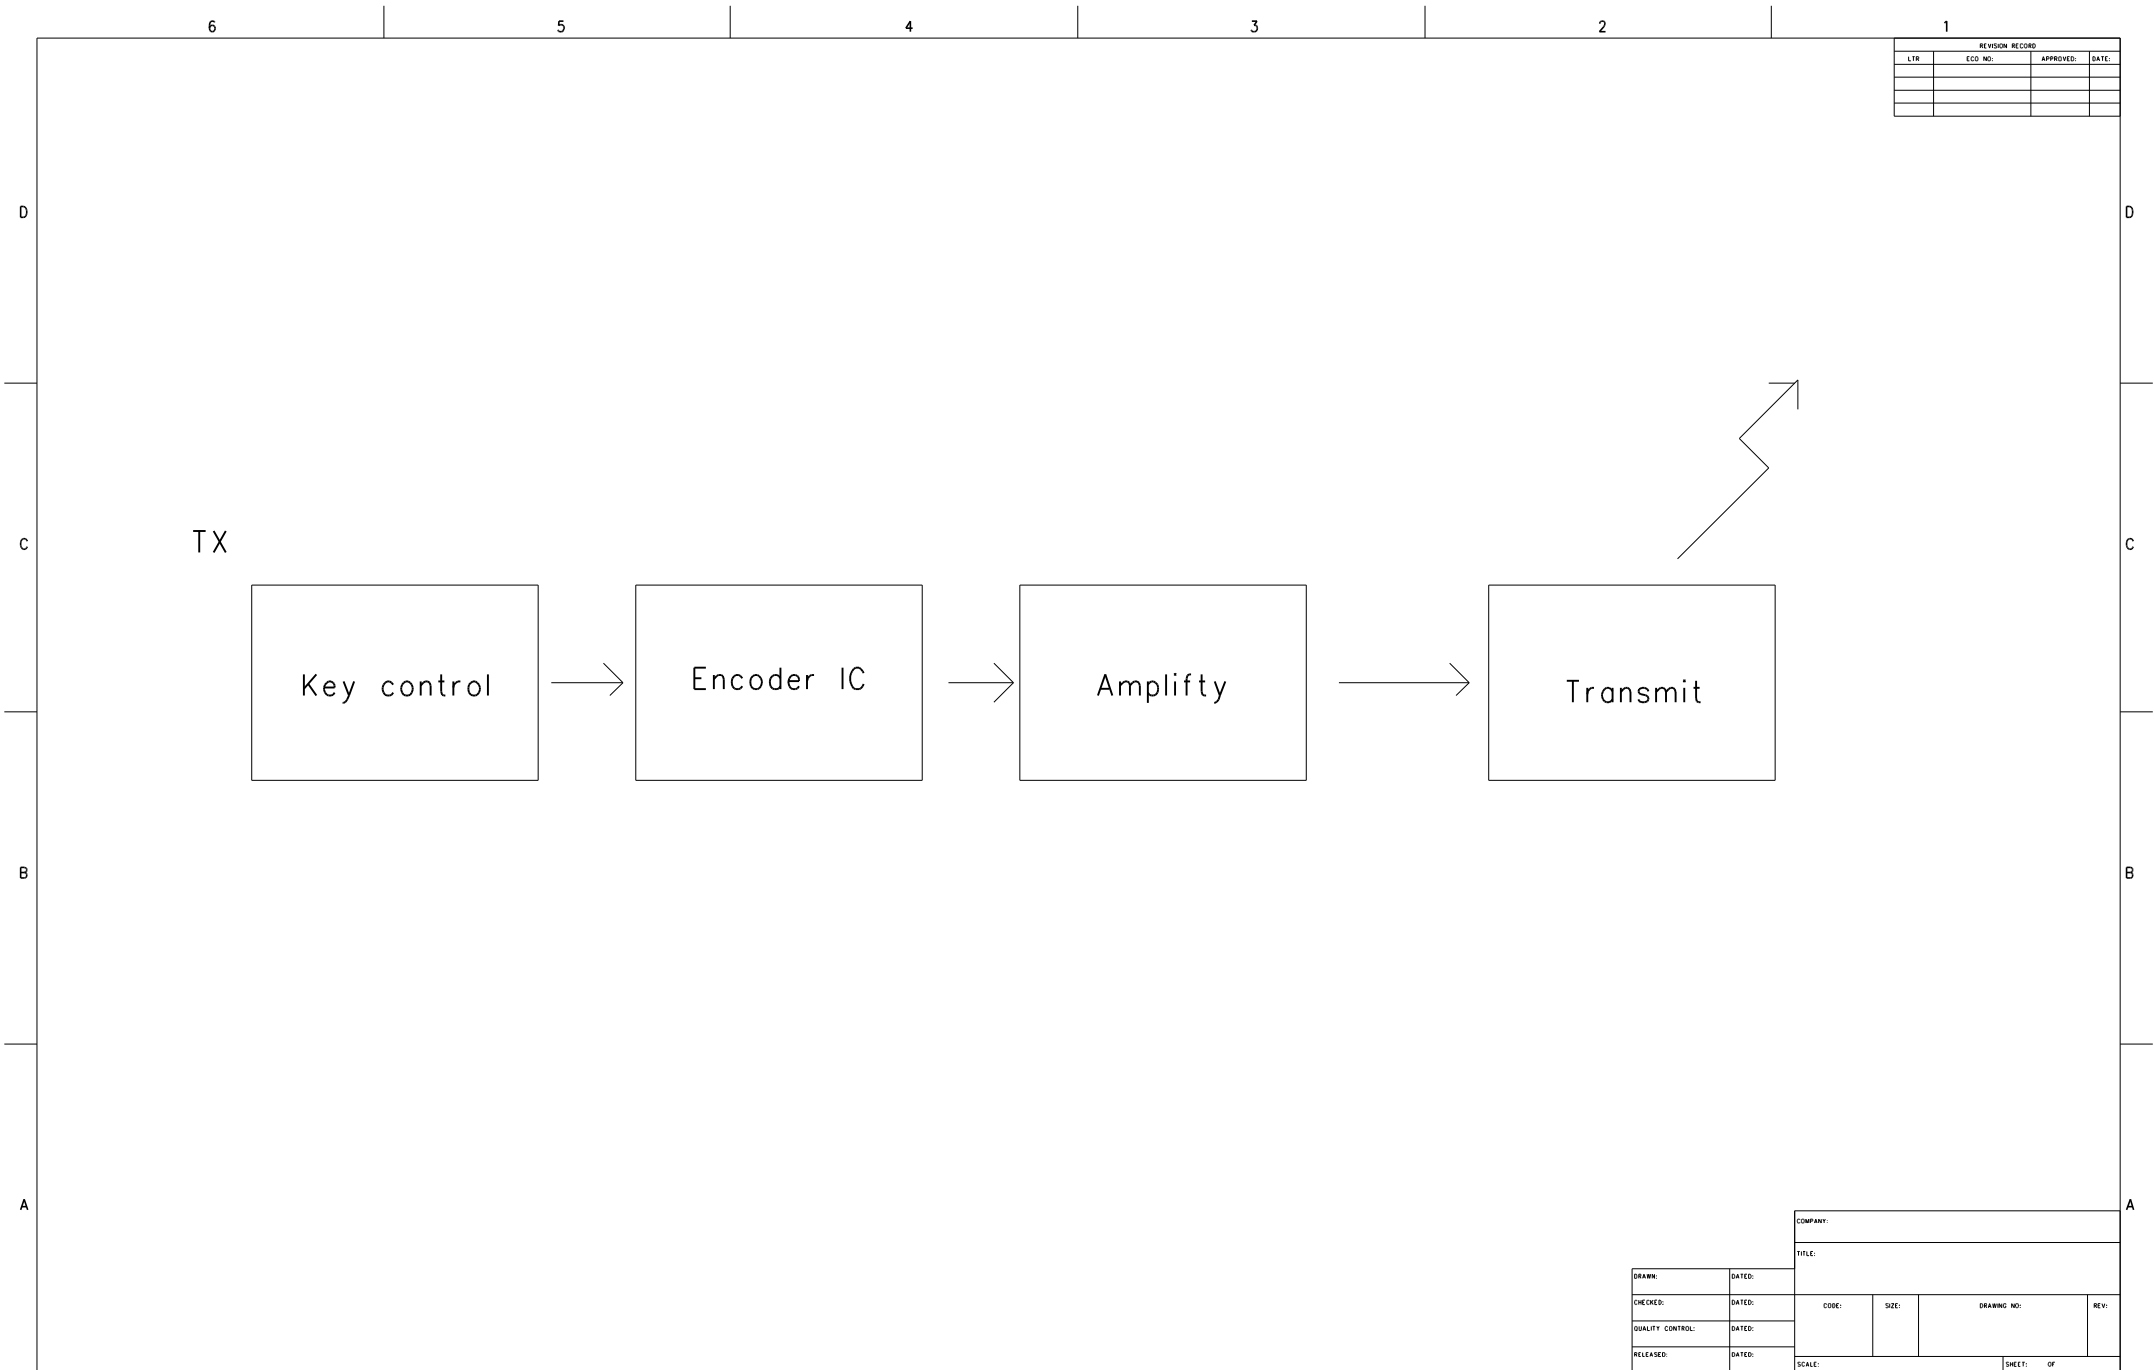 6 5 4 3 2 1
REVISION RECORD
LTR ECO NO: APPROVED: DATE:
D D
C TX C
Key control Encoder IC Amplifty Transmit
B B
A A
COMPANY:
TITLE:
DRAWN: DATED:
CHECKED: DATED: CODE: SIZE: DRAWING NO: REV:
QUALITY CONTROL: DATED:
RELEASED: DATED: SCALE: SHEET: OF